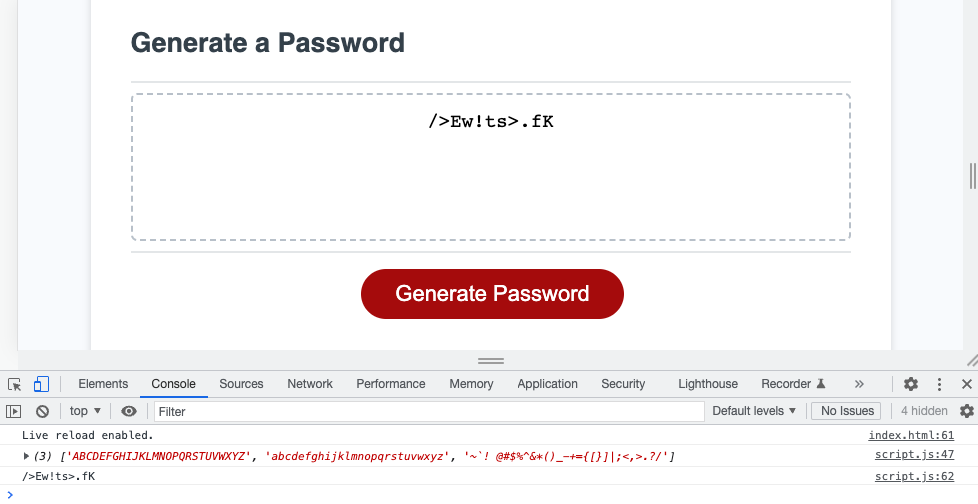 Generate a Password
/>Ew!ts>.fK
Generate Password
Elements Console Sources Network Performance Memory Application Security Lighthouse Recorder »
top ▼ Filter Default levels ▼ No Issues 4 hidden
Live reload enabled. index.html:61
(3) ['ABCDEFGHIJKLMNOPQRSTUVWXYZ', 'abcdefghijklmnopqrstuvwxyz', '~`! @#$%^&*()_-+={[}]|;<,>.?/'] script.js:47
/>Ew!ts>.fK script.js:62
>